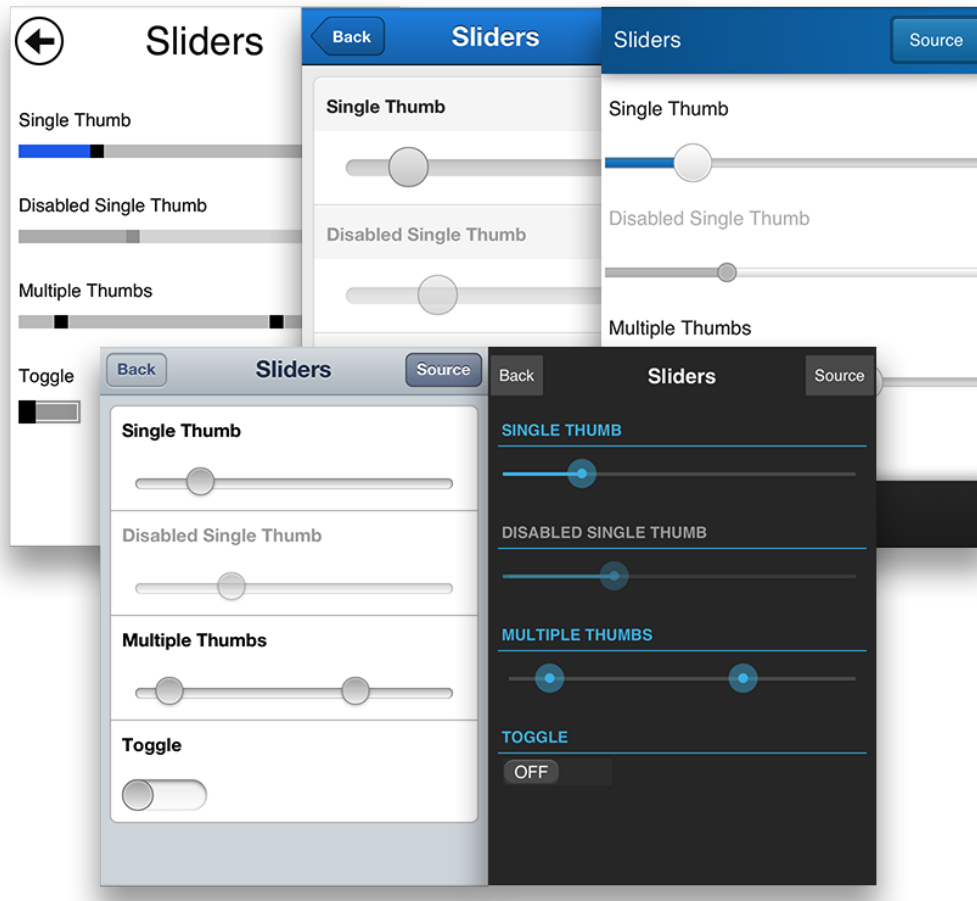 Sliders
Single Thumb
Disabled Single Thumb
Multiple Thumbs
Toggle
Back
Sliders
Single Thumb
Disabled Single Thumb
Sliders
Source
Single Thumb
Disabled Single Thumb
Multiple Thumbs
Back
Sliders
Source
Single Thumb
Disabled Single Thumb
Multiple Thumbs
Toggle
Back
Sliders
Source
SINGLE THUMB
DISABLED SINGLE THUMB
MULTIPLE THUMBS
TOGGLE
OFF